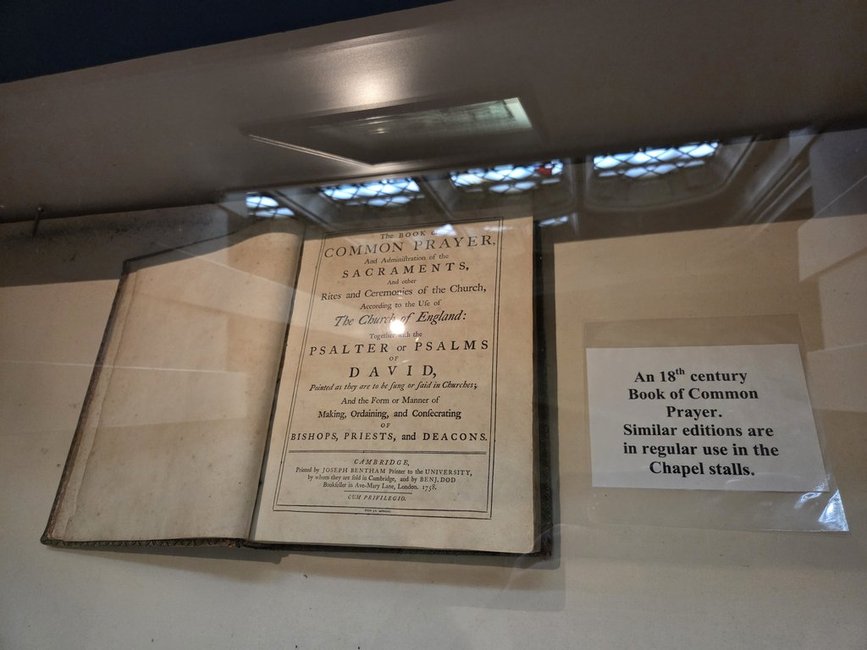 The BOOK
COMMON PRAYER,
And Adminiſtration of the
SACRAMENTS,
And other
Rites and Ceremonies of the Church,
According to the Uſe of
The Church of England:
Together with the
PSALTER or PSALMS
OF
DAVID,
Pointed as they are to be ſung or ſaid in Churches;
And the Form or Manner of
Making, Ordaining, and Conſecrating
OF
BISHOPS, PRIESTS, and DEACONS.
CAMBRIDGE,
Printed by JOSEPH BENTHAM Printer to the UNIVERSITY,
by whom they are ſold in Cambridge, and by BENJ. DOD
Bookſeller in Ave-Mary Lane, London. 1758.
CUM PRIVILEGIO.
An 18th century
Book of Common
Prayer.
Similar editions are
in regular use in the
Chapel stalls.